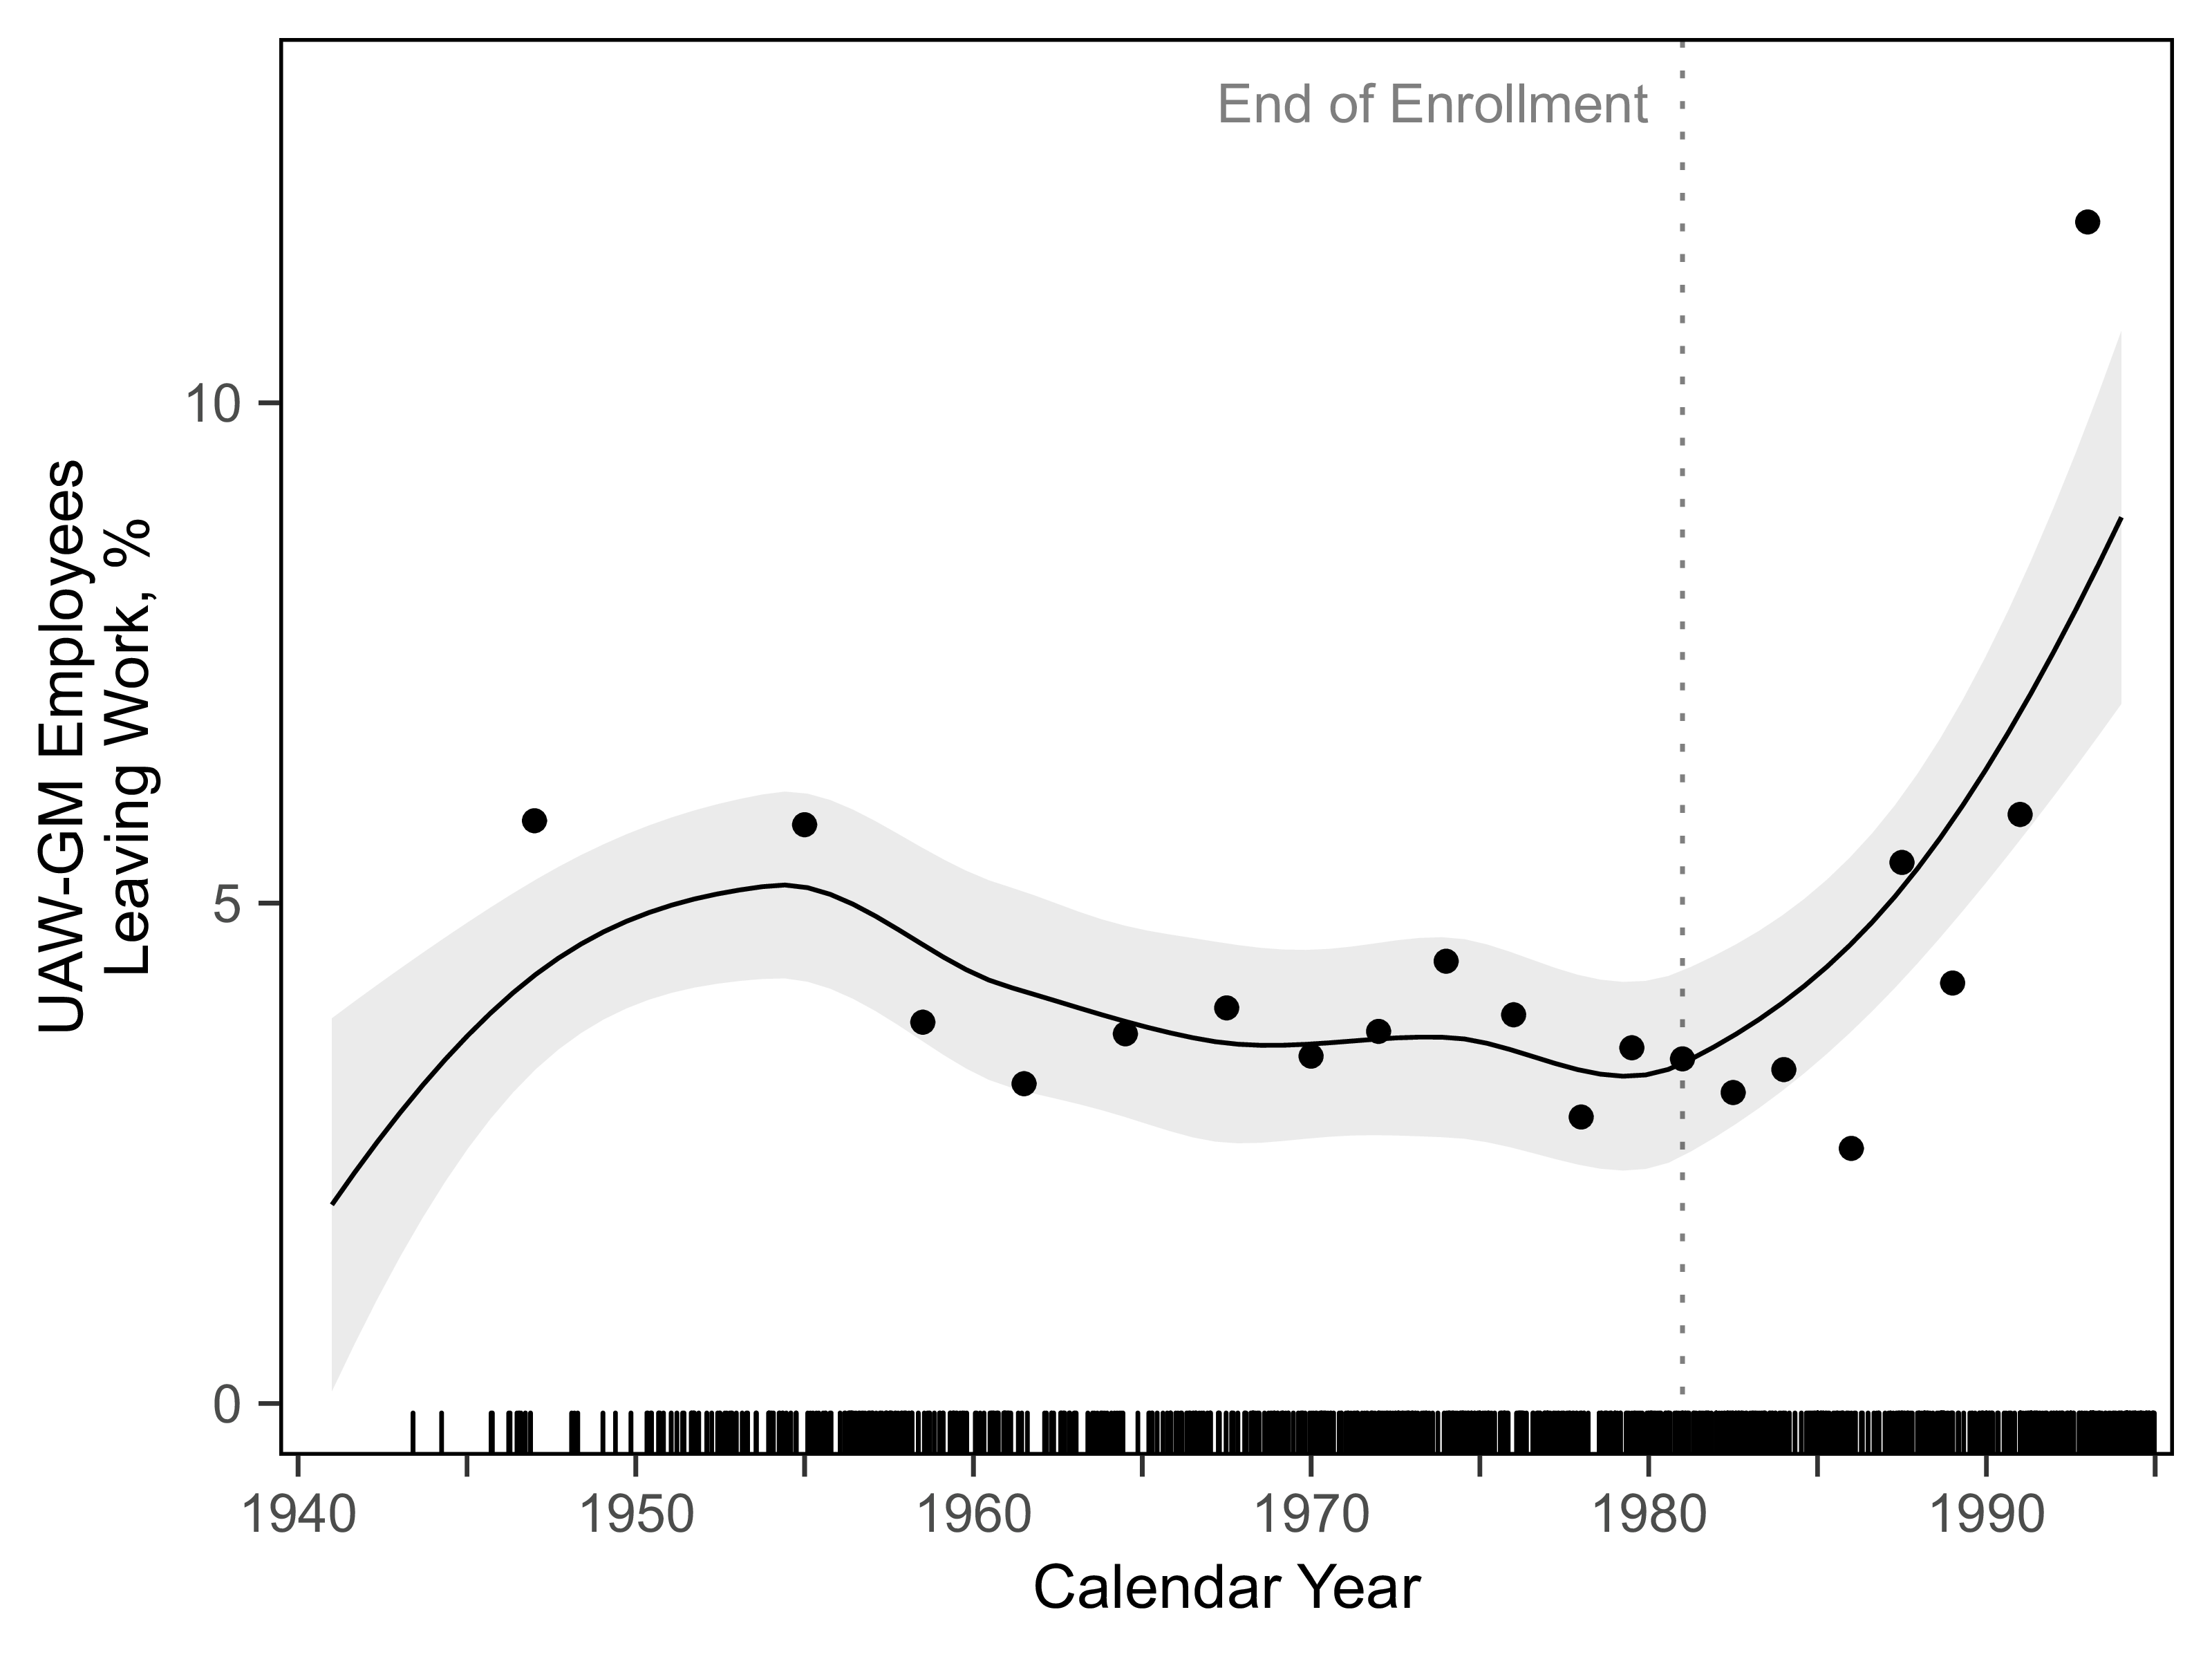 End of Enrollment
UAW-GM Employees
Leaving Work, %
10
5
0
1940
1950
1960
1970
1980
1990
Calendar Year